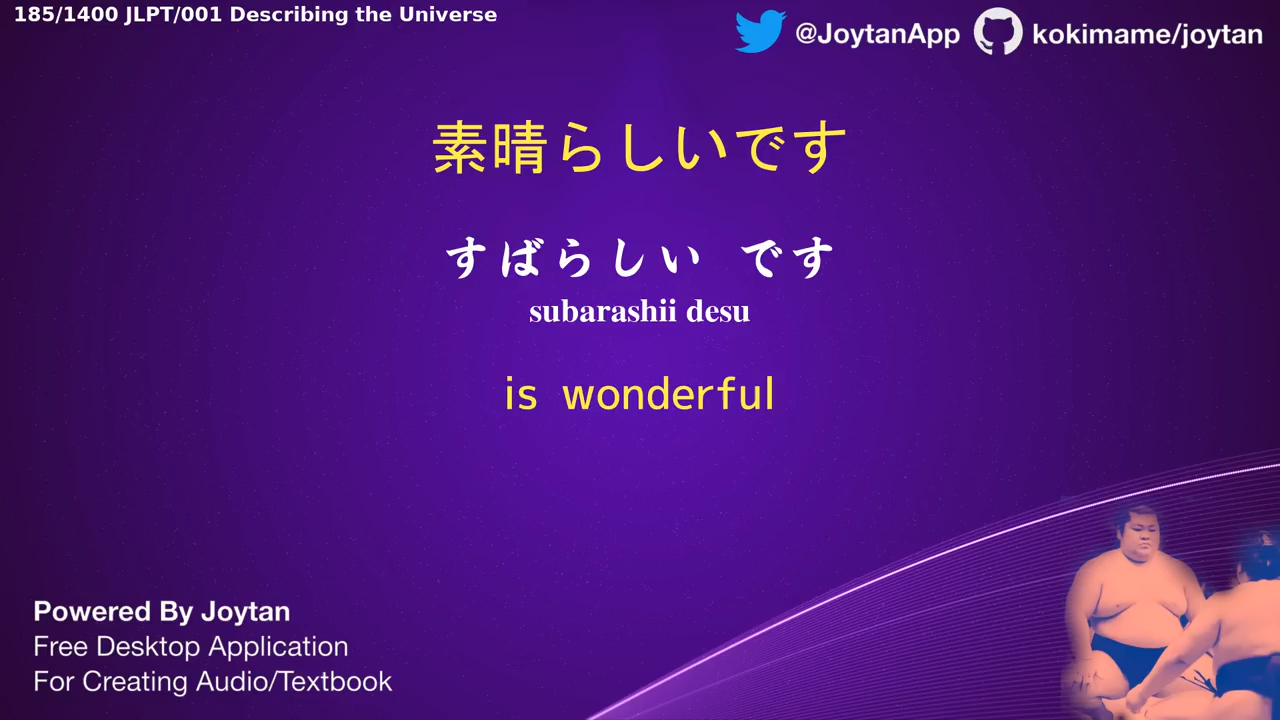 185/1400 JLPT/001 Describing the Universe
@JoytanApp kokimame/joytan
素晴らしいです
すばらしい です
subarashii desu
is wonderful
Powered By Joytan
Free Desktop Application
For Creating Audio/Textbook